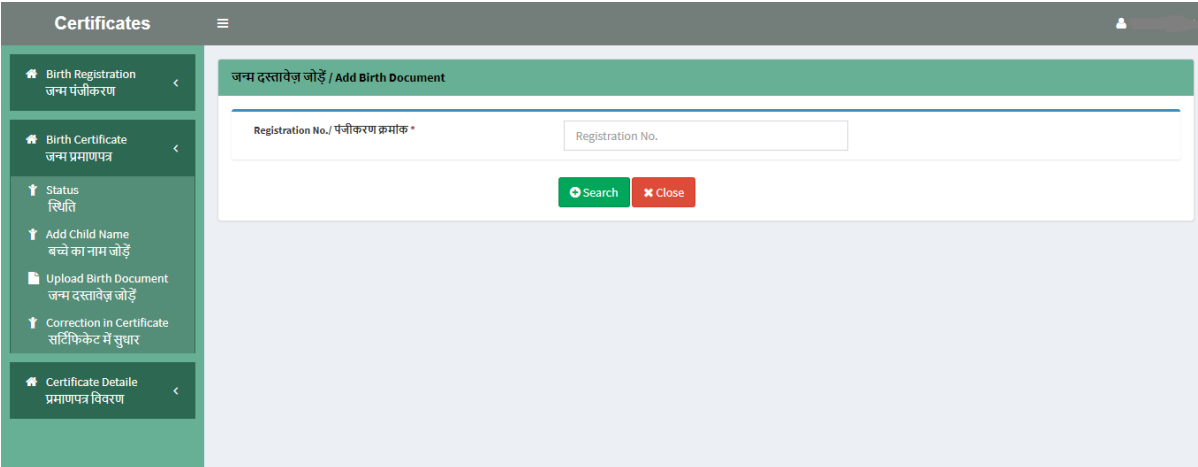 Certificates
Birth Registration
जन्म पंजीकरण
Birth Certificate
जन्म प्रमाणपत्र
Status
स्थिति
Add Child Name
बच्चे का नाम जोड़ें
Upload Birth Document
जन्म दस्तावेज़ जोड़ें
Correction in Certificate
सर्टिफिकेट में सुधार
Certificate Detaile
प्रमाणपत्र विवरण
जन्म दस्तावेज़ जोड़ें / Add Birth Document
Registration No./ पंजीकरण क्रमांक *
Registration No.
Search
Close